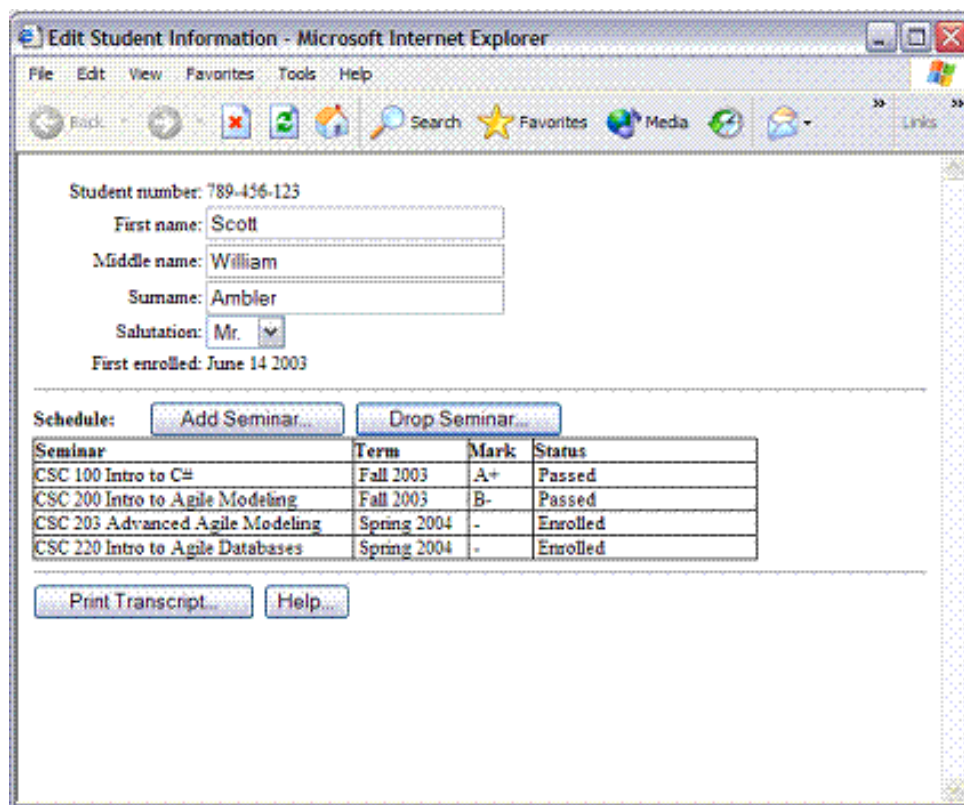 Edit Student Information - Microsoft Internet Explorer
File Edit View Favorites Tools Help
Back Search Favorites Media » Links »
Student number: 789-456-123
First name: Scott
Middle name: William
Surname: Ambler
Salutation: Mr.
First enrolled: June 14 2003
Schedule: Add Seminar... Drop Seminar...
Seminar Term Mark Status
CSC 100 Intro to C# Fall 2003 A+ Passed
CSC 200 Intro to Agile Modeling Fall 2003 B- Passed
CSC 203 Advanced Agile Modeling Spring 2004 - Enrolled
CSC 220 Intro to Agile Databases Spring 2004 - Enrolled
Print Transcript... Help...